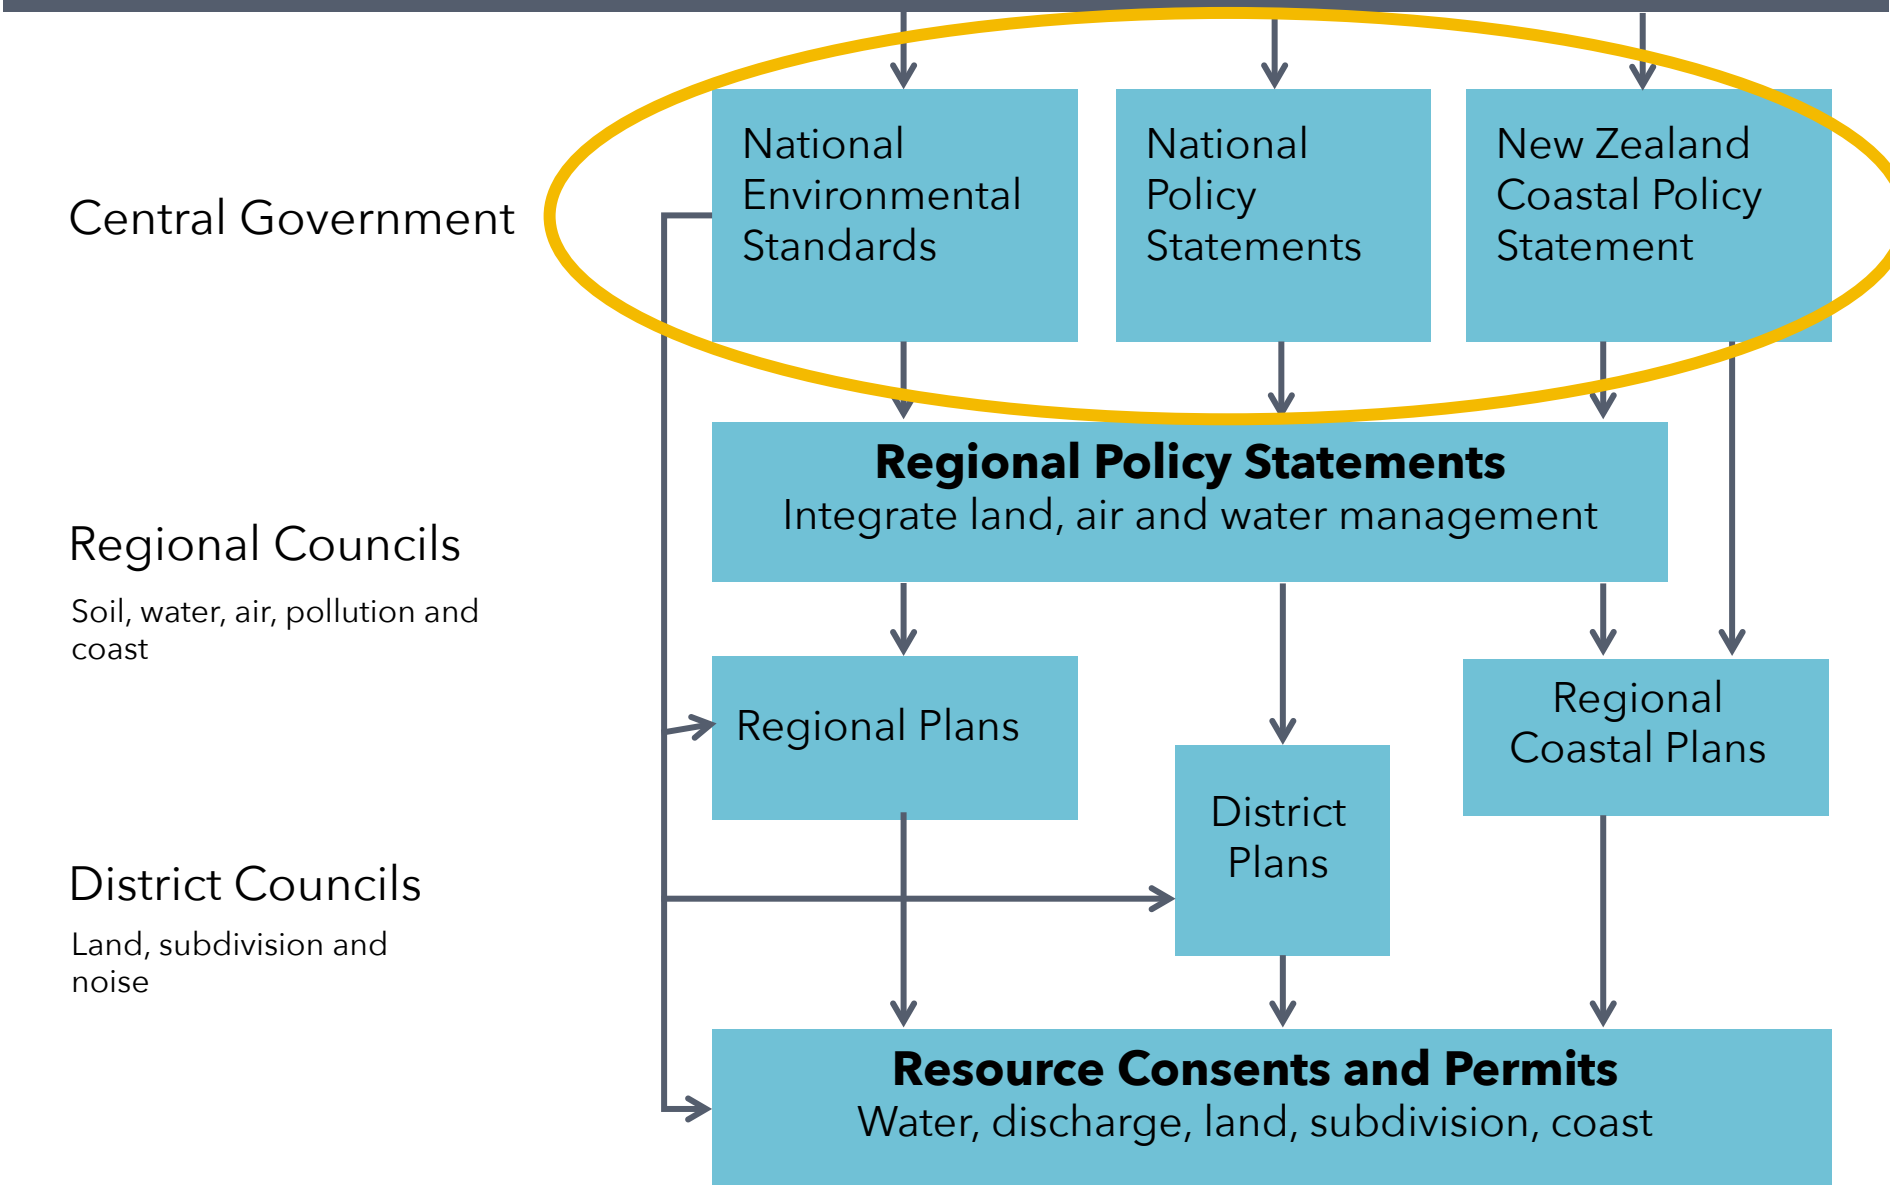 Central Government
National
Environmental
Standards
National
Policy
Statements
New Zealand
Coastal Policy
Statement
Regional Policy Statements
Integrate land, air and water management
Regional Councils
Soil, water, air, pollution and
coast
Regional Plans
Regional
Coastal Plans
District
Plans
District Councils
Land, subdivision and
noise
Resource Consents and Permits
Water, discharge, land, subdivision, coast